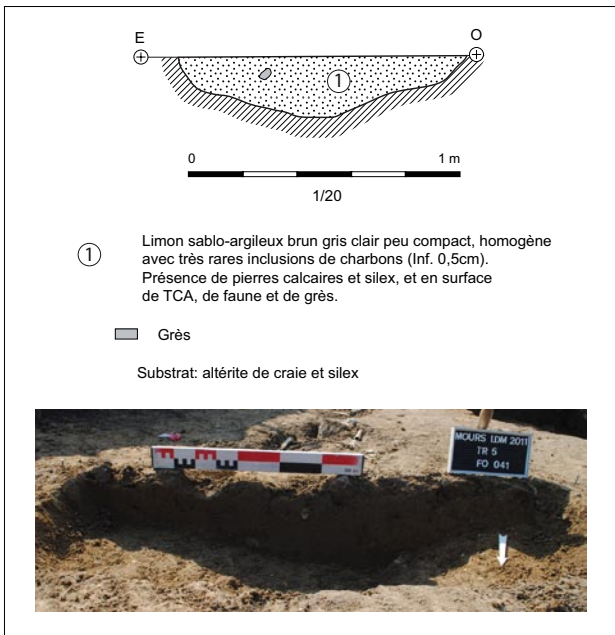 E
O
1
0
1 m
1/20
1
Limon sablo-argileux brun gris clair peu compact, homogène
avec très rares inclusions de charbons (Inf. 0,5cm).
Présence de pierres calcaires et silex, et en surface
de TCA, de faune et de grès.
Grès
Substrat: altérite de craie et silex
MOURS LDM 2011
TR 5
FO 041